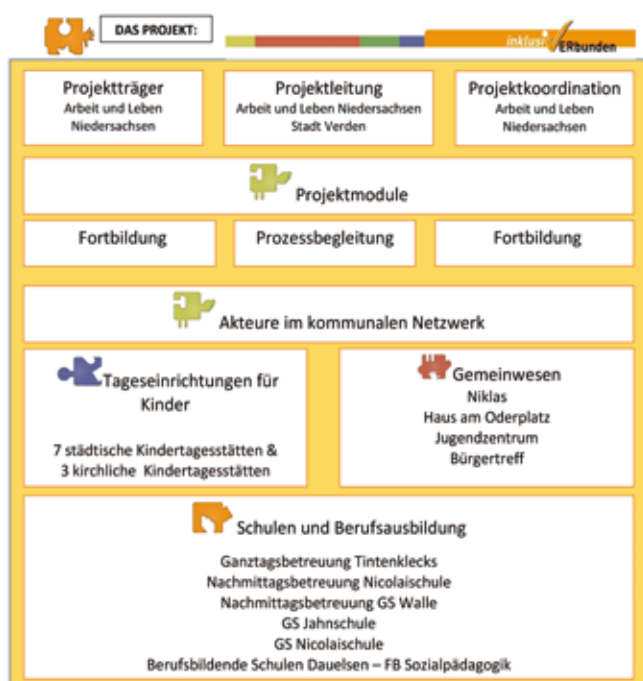 DAS PROJEKT:
inklusiVERbunden
Projektträger
Arbeit und Leben
Niedersachsen
Projektleitung
Arbeit und Leben Niedersachsen
Stadt Verden
Projektkoordination
Arbeit und Leben
Niedersachsen
Projektmodule
Fortbildung
Prozessbegleitung
Fortbildung
Akteure im kommunalen Netzwerk
Tageseinrichtungen für
Kinder
7 städtische Kindertagesstätten &
3 kirchliche Kindertagesstätten
Gemeinwesen
Niklas
Haus am Oderplatz
Jugendzentrum
Bürgertreff
Schulen und Berufsausbildung
Ganztagsbetreuung Tintenklecks
Nachmittagsbetreuung Nicolaischule
Nachmittagsbetreuung GS Walle
GS Jahnschule
GS Nicolaischule
Berufsbildende Schulen Dauelsen – FB Sozialpädagogik